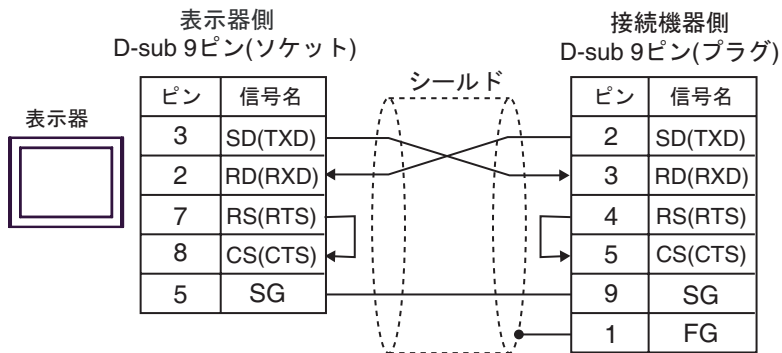 表示器側
D-sub 9ピン(ソケット)
接続機器側
D-sub 9ピン(プラグ)
シールド
表示器
ピン 信号名
3 SD(TXD)
2 RD(RXD)
7 RS(RTS)
8 CS(CTS)
5 SG
ピン 信号名
2 SD(TXD)
3 RD(RXD)
4 RS(RTS)
5 CS(CTS)
9 SG
1 FG